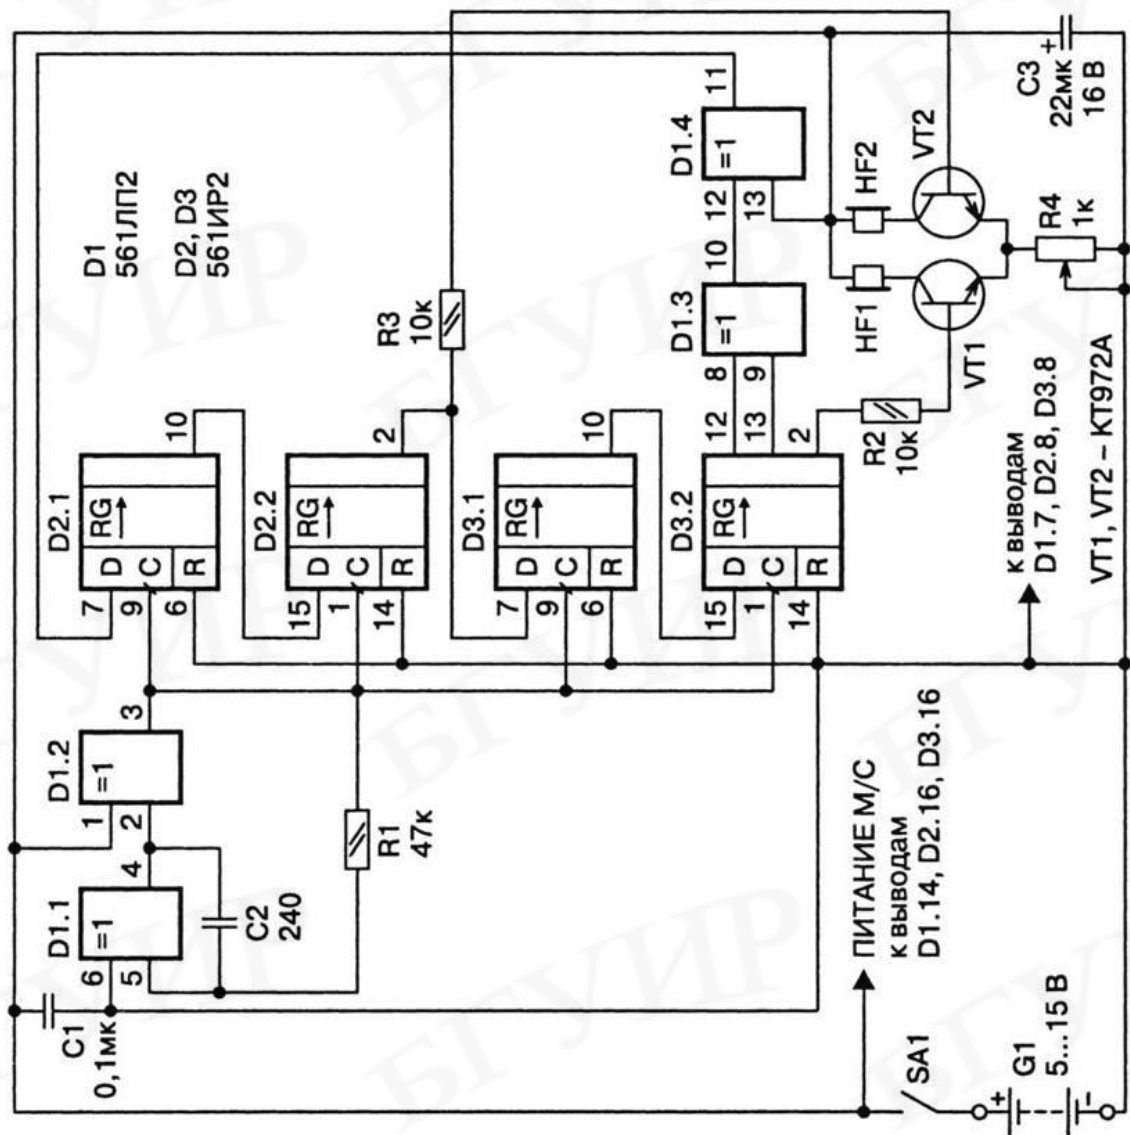 C1
0,1мк
D1.1
=1
6
5
4
C2
240
D1.2
=1
1
2
3
R1
47к
D2.1
RG
D
C
R
7
9
6
10
D2.2
RG
D
C
R
15
1
14
2
D3.1
RG
D
C
R
7
9
6
10
D3.2
RG
D
C
R
15
1
14
12
13
2
D1
561ЛП2
D2, D3
561ИР2
R3
10к
D1.3
=1
8
9
10
D1.4
=1
12
13
11
R2
10к
HF1
HF2
VT1
VT2
R4
1к
C3
+
22мк
16 В
ПИТАНИЕ М/С
к выводам
D1.14, D2.16, D3.16
к выводам
D1.7, D2.8, D3.8
VT1, VT2 – КТ972А
SA1
+
G1
5...15 В
-
БГУИР
БГУИР
БГУИР
БГУИР